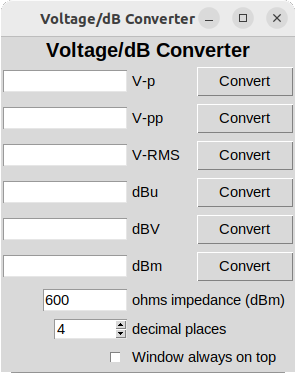 Voltage/dB Converter
Voltage/dB Converter
V-p Convert
V-pp Convert
V-RMS Convert
dBu Convert
dBV Convert
dBm Convert
600 ohms impedance (dBm)
4 decimal places
Window always on top